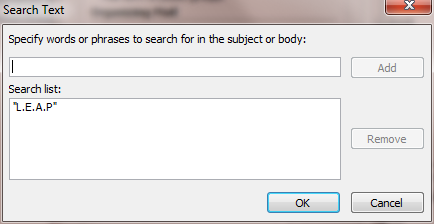 Search Text
Specify words or phrases to search for in the subject or body:
Add
Search list:
"L.E.A.P"
Remove
OK
Cancel